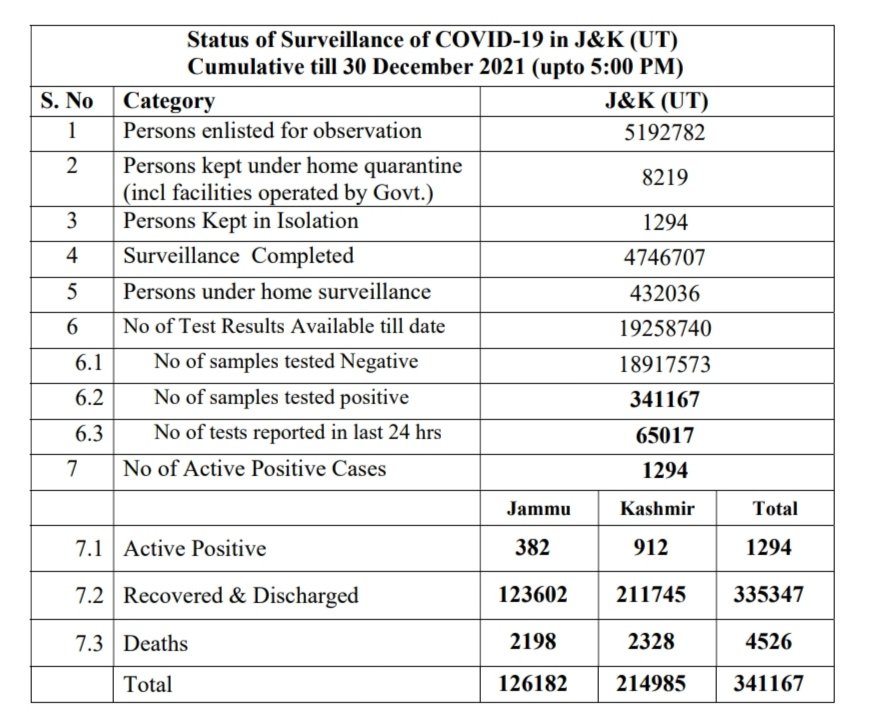 Status of Surveillance of COVID-19 in J&K (UT)
Cumulative till 30 December 2021 (upto 5:00 PM)
S. No Category J&K (UT)
1 Persons enlisted for observation 5192782
2 Persons kept under home quarantine
(incl facilities operated by Govt.) 8219
3 Persons Kept in Isolation 1294
4 Surveillance Completed 4746707
5 Persons under home surveillance 432036
6 No of Test Results Available till date 19258740
6.1 No of samples tested Negative 18917573
6.2 No of samples tested positive 341167
6.3 No of tests reported in last 24 hrs 65017
7 No of Active Positive Cases 1294
Jammu Kashmir Total
7.1 Active Positive 382 912 1294
7.2 Recovered & Discharged 123602 211745 335347
7.3 Deaths 2198 2328 4526
Total 126182 214985 341167